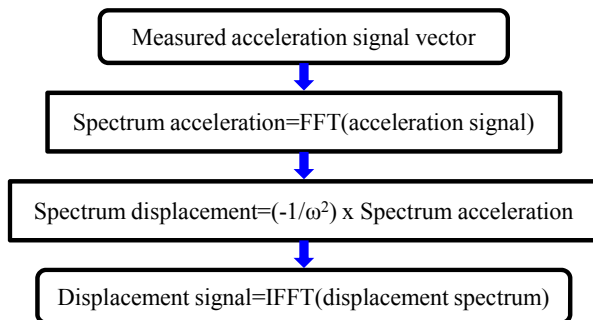 Measured acceleration signal vector
Spectrum acceleration=FFT(acceleration signal)
Spectrum displacement=(-1/ω²) x Spectrum acceleration
Displacement signal=IFFT(displacement spectrum)